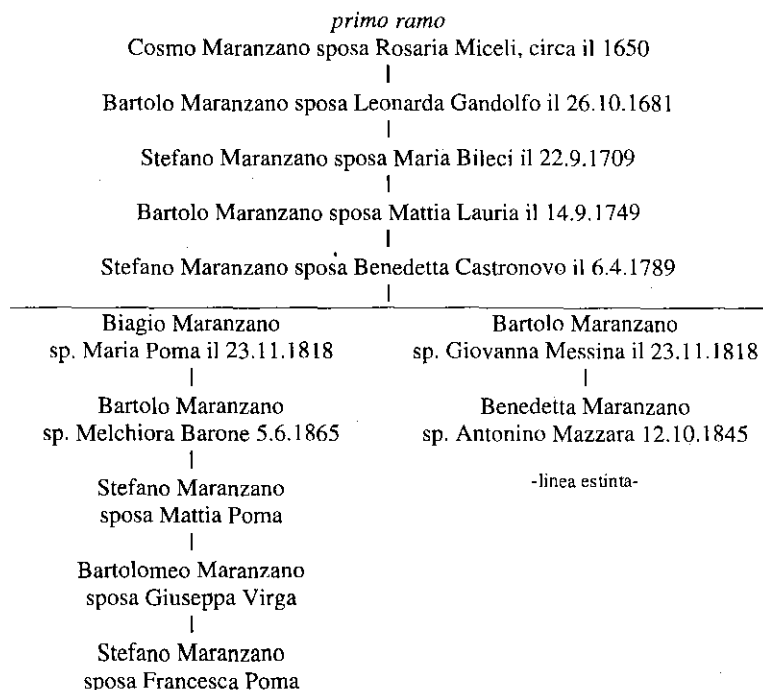 primo ramo
Cosmo Maranzano sposa Rosaria Miceli, circa il 1650
Bartolo Maranzano sposa Leonarda Gandolfo il 26.10.1681
Stefano Maranzano sposa Maria Bileci il 22.9.1709
Bartolo Maranzano sposa Mattia Lauria il 14.9.1749
Stefano Maranzano sposa Benedetta Castronovo il 6.4.1789
Biagio Maranzano
sp. Maria Poma il 23.11.1818
Bartolo Maranzano
sp. Melchiora Barone 5.6.1865
Stefano Maranzano
sposa Mattia Poma
Bartolomeo Maranzano
sposa Giuseppa Virga
Stefano Maranzano
sposa Francesca Poma
Bartolo Maranzano
sp. Giovanna Messina il 23.11.1818
Benedetta Maranzano
sp. Antonino Mazzara 12.10.1845
-linea estinta-